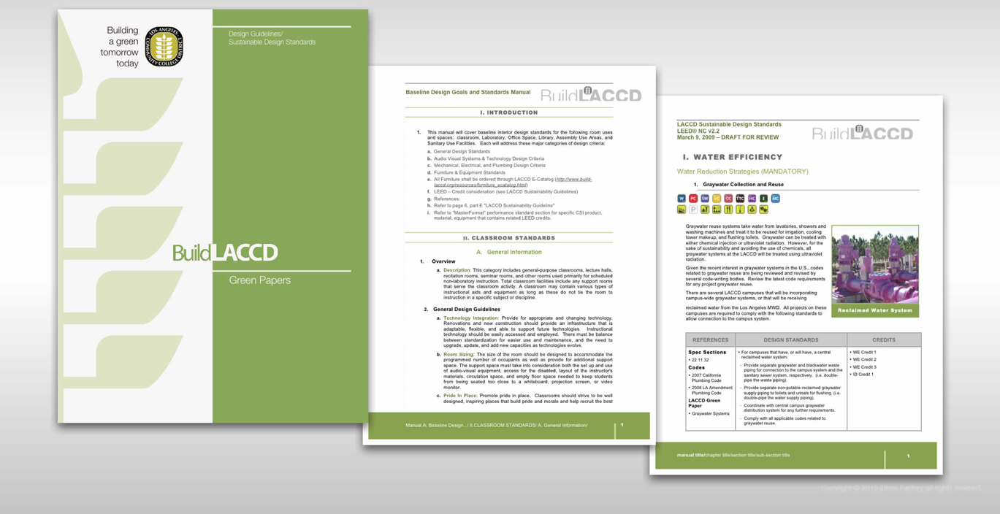 Building
a green
tomorrow
today
LOS ANGELES
COMMUNITY COLLEGE DISTRICT
Design Guidelines/
Sustainable Design Standards
BuildLACCD
Green Papers
Baseline Design Goals and Standards Manual
BuildLACCD
I. INTRODUCTION
1. This manual will cover baseline interior design standards for the following room uses
and spaces: classroom, Laboratory, Office Space, Library, Assembly Use Areas, and
Sanitary Use Facilities. Each will address these major categories of design criteria:
a. General Design Standards
b. Audio Visual Systems & Technology Design Criteria
c. Mechanical, Electrical, and Plumbing Design Criteria
d. Furniture & Equipment Standards
e. All Furniture shall be ordered through LACCD E-Catalog (http://www.build-
laccd.org/resources/furniture_ecatalog.html)
f. LEED – Credit consideration (see LACCD Sustainability Guidelines)
g. References:
h. Refer to page 6, part E "LACCD Sustainability Guideline"
i. Refer to "MasterFormat" performance standard section for specific CSI product,
material, equipment that contains related LEED credits.
II. CLASSROOM STANDARDS
A. General Information
1. Overview
a. Description: This category includes general-purpose classrooms, lecture halls,
recitation rooms, seminar rooms, and other rooms used primarily for scheduled
non-laboratory instruction. Total classroom facilities include any support rooms
that serve the classroom activity. A classroom may contain various types of
instructional aids and equipment as long as these do not tie the room to
instruction in a specific subject or discipline.
2. General Design Guidelines
a. Technology Integration: Provide for appropriate and changing technology.
Renovations and new construction should provide an infrastructure that is
adaptable, flexible, and able to support future technologies. Instructional
technology should be easily accessed and employed. There must be balance
between standardization for easier use and maintenance, and the need to
upgrade, update, and add new capacities as technologies evolve.
b. Room Sizing: The size of the room should be designed to accommodate the
programmed number of occupants as well as provide for additional support
space. The support space must take into consideration both the set up and use
of audio-visual equipment, access for the disabled, layout of the instructor's
materials, circulation space, and empty floor space needed to keep students
from being seated too close to a whiteboard, projection screen, or video
monitor.
c. Pride In Place: Promote pride in place. Classrooms should strive to be well
designed, inspiring places that build pride and morale and help recruit the best
Manual A: Baseline Design.../ II.CLASSROOM STANDARDS/ A. General Information/
1
LACCD Sustainable Design Standards
LEED® NC v2.2
March 9, 2009 – DRAFT FOR REVIEW
BuildLACCD
I. WATER EFFICIENCY
Water Reduction Strategies (MANDATORY)
1. Graywater Collection and Reuse
W PC SW CC TTC HC E MC
P
Graywater reuse systems take water from lavatories, showers and
washing machines and treat it to be reused for irrigation, cooling
tower makeup, and flushing toilets. Graywater can be treated with
either chemical injection or ultraviolet radiation. However, for the
sake of sustainability and avoiding the use of chemicals, all
graywater systems at the LACCD will be treated using ultraviolet
radiation.
Given the recent interest in graywater systems in the U.S., codes
related to graywater reuse are being reviewed and revised by
several code-writing bodies. Review the latest code requirements
for any project greywater reuse.
There are several LACCD campuses that will be incorporating
campus-wide graywater systems, or that will be receiving
reclaimed water from the Los Angeles MWD. All projects on these
campuses are required to comply with the following standards to
allow connection to the campus system.
Reclaimed Water System
REFERENCES
DESIGN STANDARDS
CREDITS
Spec Sections
• 22 11 32
Codes
• 2007 California
Plumbing Code
• 2008 LA Amendment
Plumbing Code
LACCD Green
Paper
• Graywater Systems
• For campuses that have, or will have, a central
reclaimed water system:
– Provide separate graywater and blackwater waste
piping for connection to the campus system and the
sanitary sewer system, respectively. (i.e. double-
pipe the waste piping).
– Provide separate non-potable reclaimed graywater
supply piping to toilets and urinals for flushing. (i.e.
double-pipe the water supply piping).
– Coordinate with central campus graywater
distribution system for any further requirements.
– Comply with all applicable codes related to
graywater reuse.
• WE Credit 1
• WE Credit 2
• WE Credit 3
• ID Credit 1
manual title/chapter title/section title/sub-section title
1
Copyright © 2013 Ethos Factory all rights reserved.